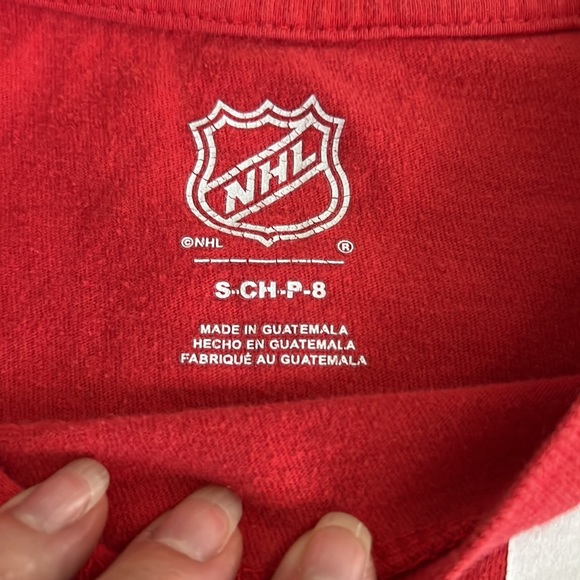 NHL
©NHL ®
S-CH-P-8
MADE IN GUATEMALA
HECHO EN GUATEMALA
FABRIQUÉ AU GUATEMALA